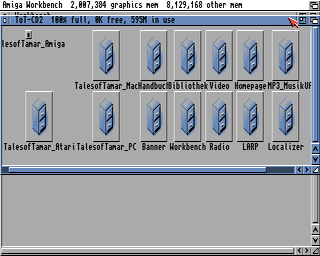 Amiga Workbench 2,007,384 graphics mem 8,129,168 other mem
ToT-CD2 100% full, 0K free, 595M in use
alesofTamar_Amiga
TalesofTamar_Mac Handbuch Bibliothek Video Homepage MP3_Musik
TalesofTamar_Atari TalesofTamar_PC Banner Workbench Radio LARP Localizer